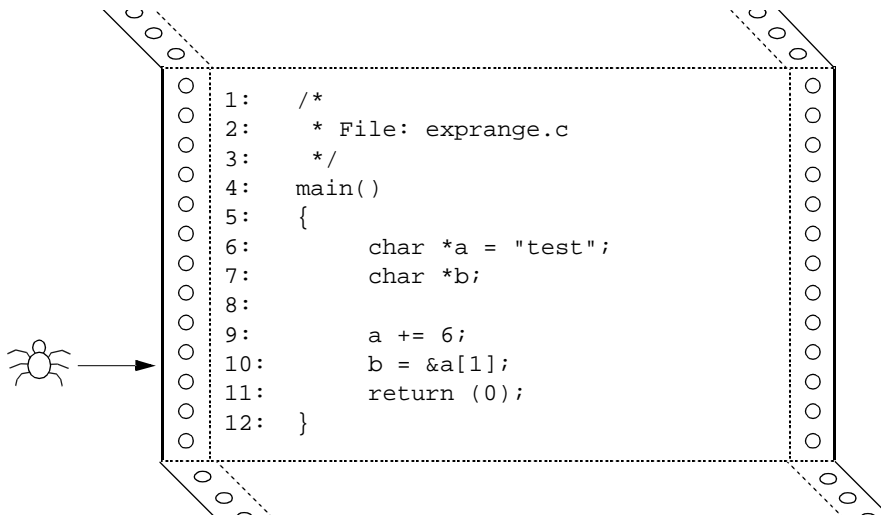 1:    /*
2:     * File: exprange.c
3:     */
4:    main()
5:    {
6:         char *a = "test";
7:         char *b;
8:
9:         a += 6;
10:        b = &a[1];
11:        return (0);
12:   }